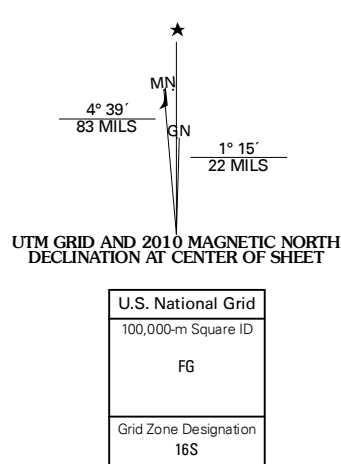 MN
4° 39´
83 MILS
GN
1° 15´
22 MILS
UTM GRID AND 2010 MAGNETIC NORTH
DECLINATION AT CENTER OF SHEET
U.S. National Grid
100,000-m Square ID
FG
Grid Zone Designation
16S